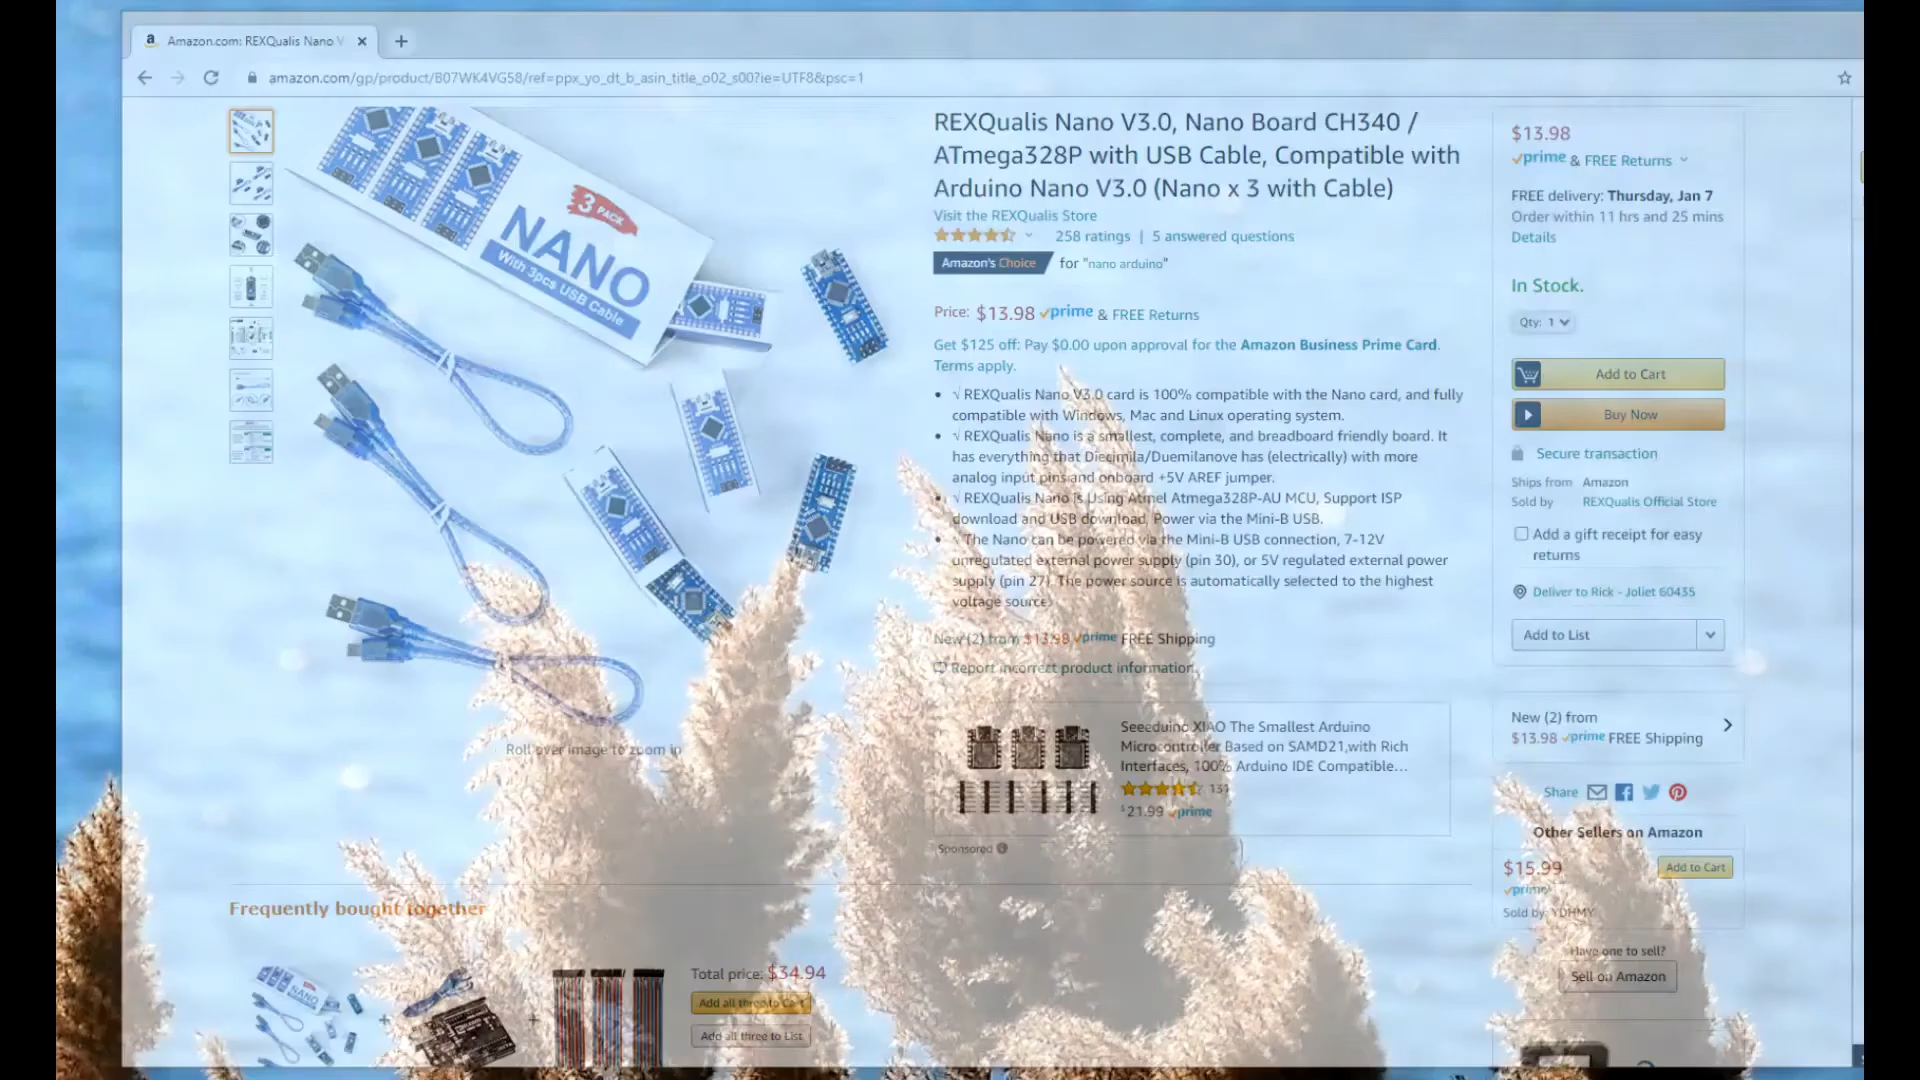 Amazon.com: REXQualis Nano V
amazon.com/gp/product/B07WK4VG58/ref=ppx_yo_dt_b_asin_title_o02_s00?ie=UTF8&psc=1
3 PACK
NANO
With 3pcs USB Cable
Roll over image to zoom in
REXQualis Nano V3.0, Nano Board CH340 /
ATmega328P with USB Cable, Compatible with
Arduino Nano V3.0 (Nano x 3 with Cable)
Visit the REXQualis Store
258 ratings | 5 answered questions
Amazon's Choice for "nano arduino"
Price: $13.98 prime & FREE Returns
Get $125 off: Pay $0.00 upon approval for the Amazon Business Prime Card.
Terms apply.
• √ REXQualis Nano V3.0 card is 100% compatible with the Nano card, and fully
compatible with Windows, Mac and Linux operating system.
• √ REXQualis Nano is a smallest, complete, and breadboard friendly board. It
has everything that Diecimila/Duemilanove has (electrically) with more
analog input pins and onboard +5V AREF jumper.
• √ REXQualis Nano is Using Atmel Atmega328P-AU MCU, Support ISP
download and USB download, Power via the Mini-B USB.
• √ The Nano can be powered via the Mini-B USB connection, 7-12V
unregulated external power supply (pin 30), or 5V regulated external power
supply (pin 27). The power source is automatically selected to the highest
voltage source.
New (2) from $13.98 prime FREE Shipping
Report incorrect product information.
Seeeduino XIAO The Smallest Arduino
Microcontroller Based on SAMD21,with Rich
Interfaces, 100% Arduino IDE Compatible...
131
$21.99 prime
Sponsored
$13.98
prime & FREE Returns
FREE delivery: Thursday, Jan 7
Order within 11 hrs and 25 mins
Details
In Stock.
Qty: 1
Add to Cart
Buy Now
Secure transaction
Ships from Amazon
Sold by REXQualis Official Store
Add a gift receipt for easy
returns
Deliver to Rick - Joliet 60435
Add to List
New (2) from
$13.98 prime FREE Shipping
Share
Other Sellers on Amazon
$15.99
Add to Cart
prime
Sold by: YDHMY
Have one to sell?
Sell on Amazon
Frequently bought together
NANO
Total price: $34.94
Add all three to Cart
Add all three to List